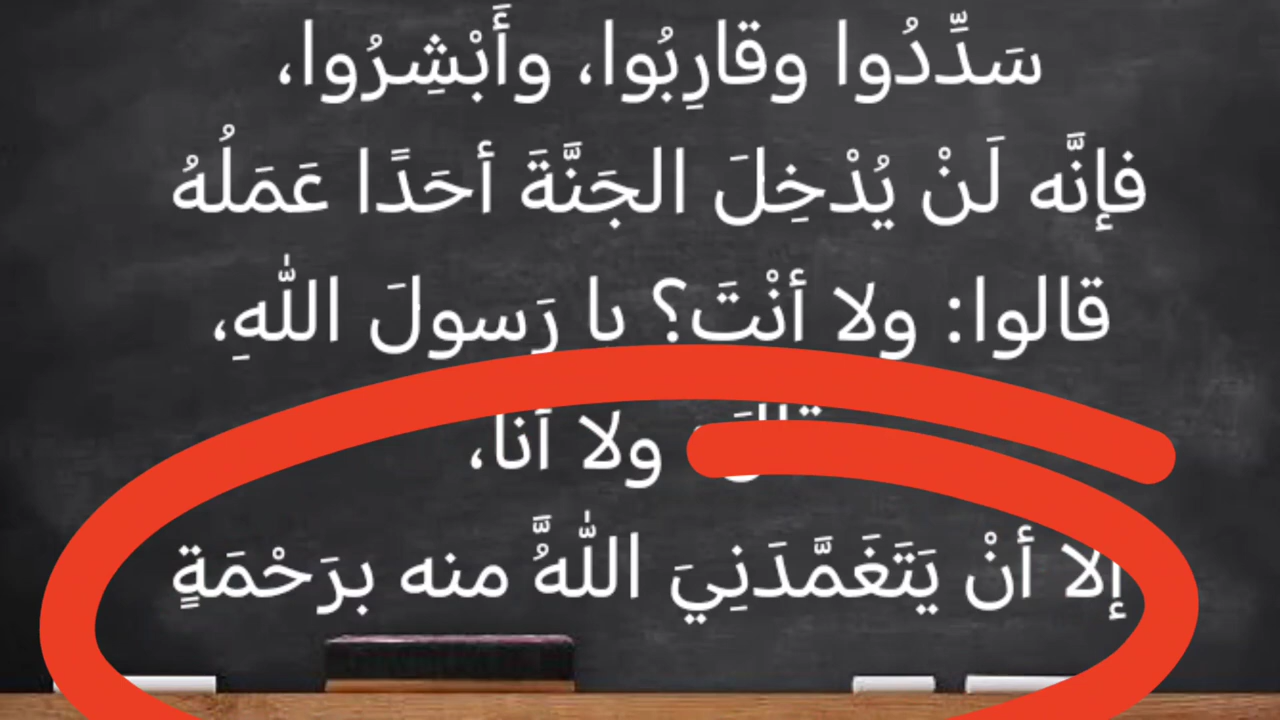 سَدِّدُوا وقارِبُوا، وأَبْشِرُوا،
فإنَّه لَنْ يُدْخِلَ الجَنَّةَ أحَدًا عَمَلُهُ
قالوا: ولا أنْتَ؟ يا رَسولَ اللّٰهِ،
ولا أنا،
إلا أنْ يَتَغَمَّدَنِيَ اللّٰهُ منه برَحْمَةٍ